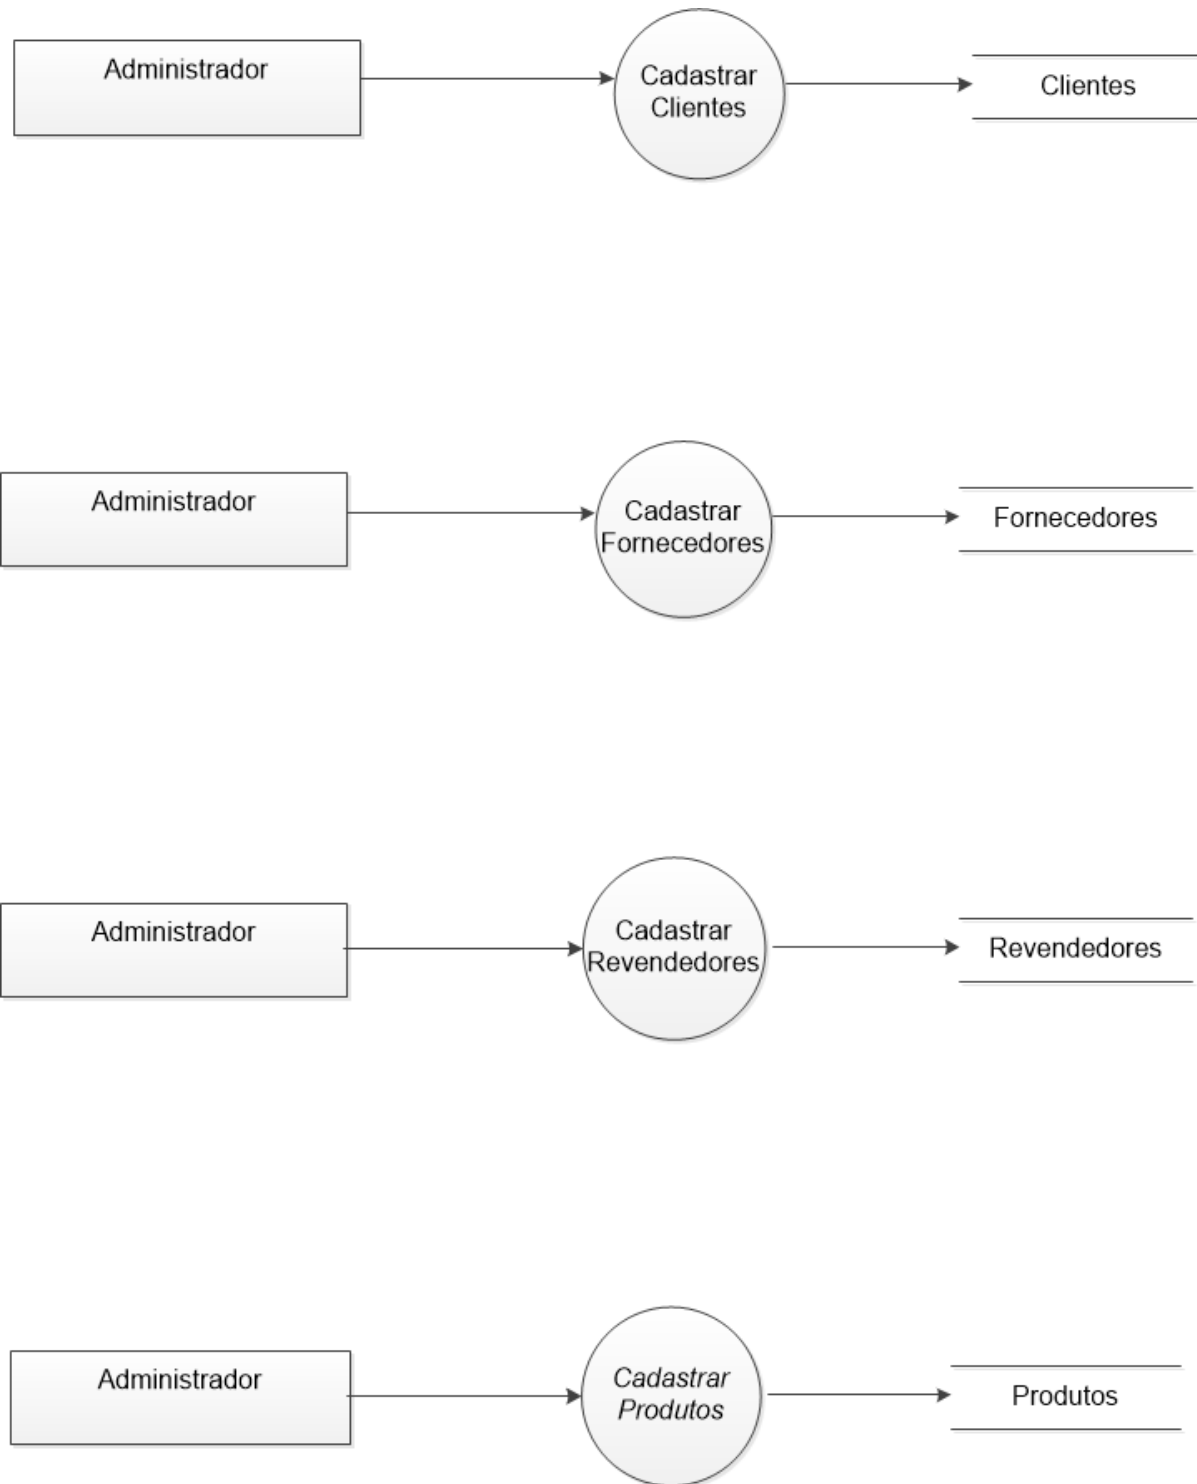 Administrador
Cadastrar
Clientes
Clientes
Administrador
Cadastrar
Fornecedores
Fornecedores
Administrador
Cadastrar
Revendedores
Revendedores
Administrador
Cadastrar
Produtos
Produtos